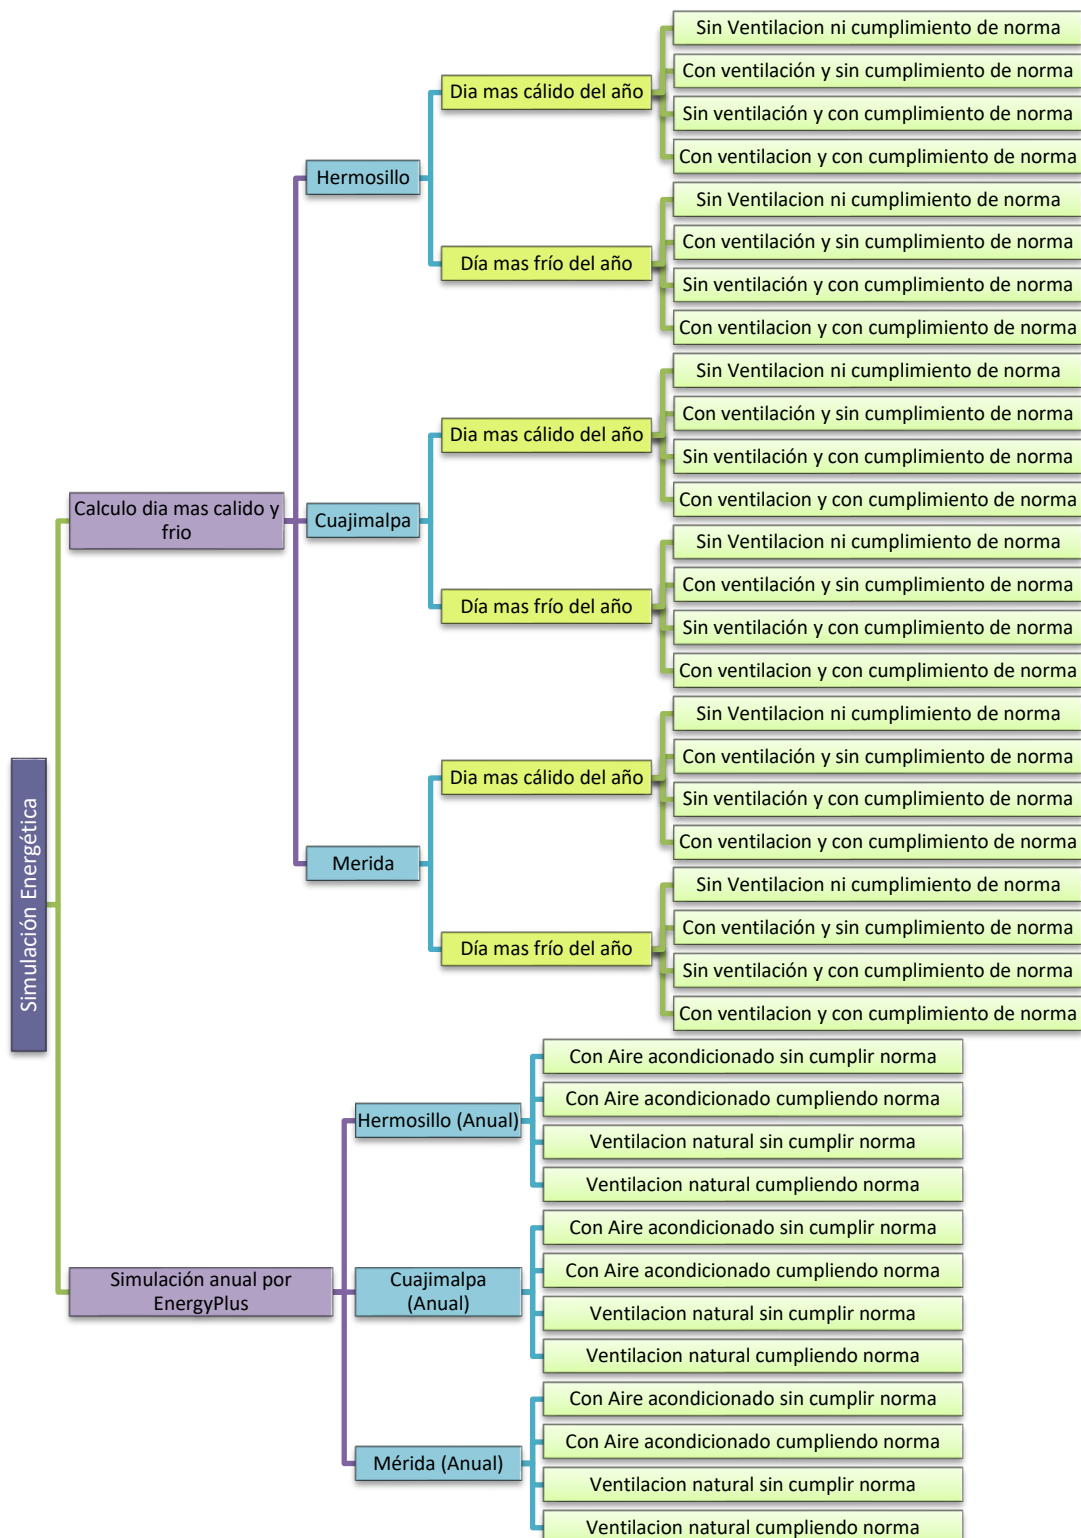 Simulación Energética
Calculo dia mas calido y
frio
Hermosillo
Dia mas cálido del año
Sin Ventilacion ni cumplimiento de norma
Con ventilación y sin cumplimiento de norma
Sin ventilación y con cumplimiento de norma
Con ventilacion y con cumplimiento de norma
Día mas frío del año
Sin Ventilacion ni cumplimiento de norma
Con ventilación y sin cumplimiento de norma
Sin ventilación y con cumplimiento de norma
Con ventilacion y con cumplimiento de norma
Cuajimalpa
Dia mas cálido del año
Sin Ventilacion ni cumplimiento de norma
Con ventilación y sin cumplimiento de norma
Sin ventilación y con cumplimiento de norma
Con ventilacion y con cumplimiento de norma
Día mas frío del año
Sin Ventilacion ni cumplimiento de norma
Con ventilación y sin cumplimiento de norma
Sin ventilación y con cumplimiento de norma
Con ventilacion y con cumplimiento de norma
Merida
Dia mas cálido del año
Sin Ventilacion ni cumplimiento de norma
Con ventilación y sin cumplimiento de norma
Sin ventilación y con cumplimiento de norma
Con ventilacion y con cumplimiento de norma
Día mas frío del año
Sin Ventilacion ni cumplimiento de norma
Con ventilación y sin cumplimiento de norma
Sin ventilación y con cumplimiento de norma
Con ventilacion y con cumplimiento de norma
Simulación anual por
EnergyPlus
Hermosillo (Anual)
Con Aire acondicionado sin cumplir norma
Con Aire acondicionado cumpliendo norma
Ventilacion natural sin cumplir norma
Ventilacion natural cumpliendo norma
Cuajimalpa
(Anual)
Con Aire acondicionado sin cumplir norma
Con Aire acondicionado cumpliendo norma
Ventilacion natural sin cumplir norma
Ventilacion natural cumpliendo norma
Mérida (Anual)
Con Aire acondicionado sin cumplir norma
Con Aire acondicionado cumpliendo norma
Ventilacion natural sin cumplir norma
Ventilacion natural cumpliendo norma